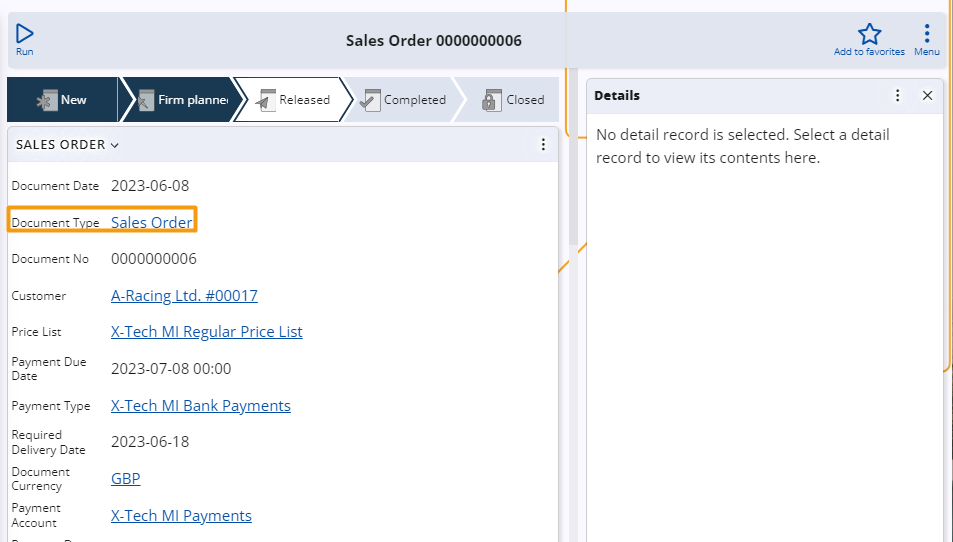 Run
Sales Order 0000000006
Add to favorites
Menu
New
Firm planne
Released
Completed
Closed
SALES ORDER
Document Date 2023-06-08
Document Type Sales Order
Document No 0000000006
Customer A-Racing Ltd. #00017
Price List X-Tech MI Regular Price List
Payment Due
Date
2023-07-08 00:00
Payment Type X-Tech MI Bank Payments
Required
Delivery Date
2023-06-18
Document
Currency
GBP
Payment
Account
X-Tech MI Payments
Details
No detail record is selected. Select a detail
record to view its contents here.